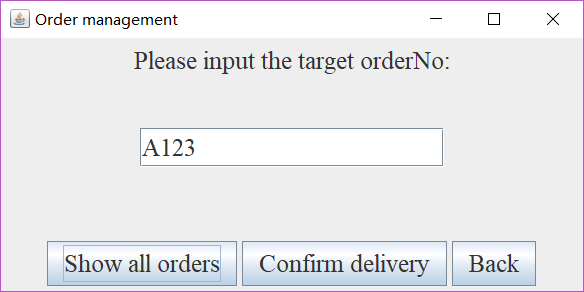 Order management
Please input the target orderNo:
A123
Show all orders Confirm delivery Back